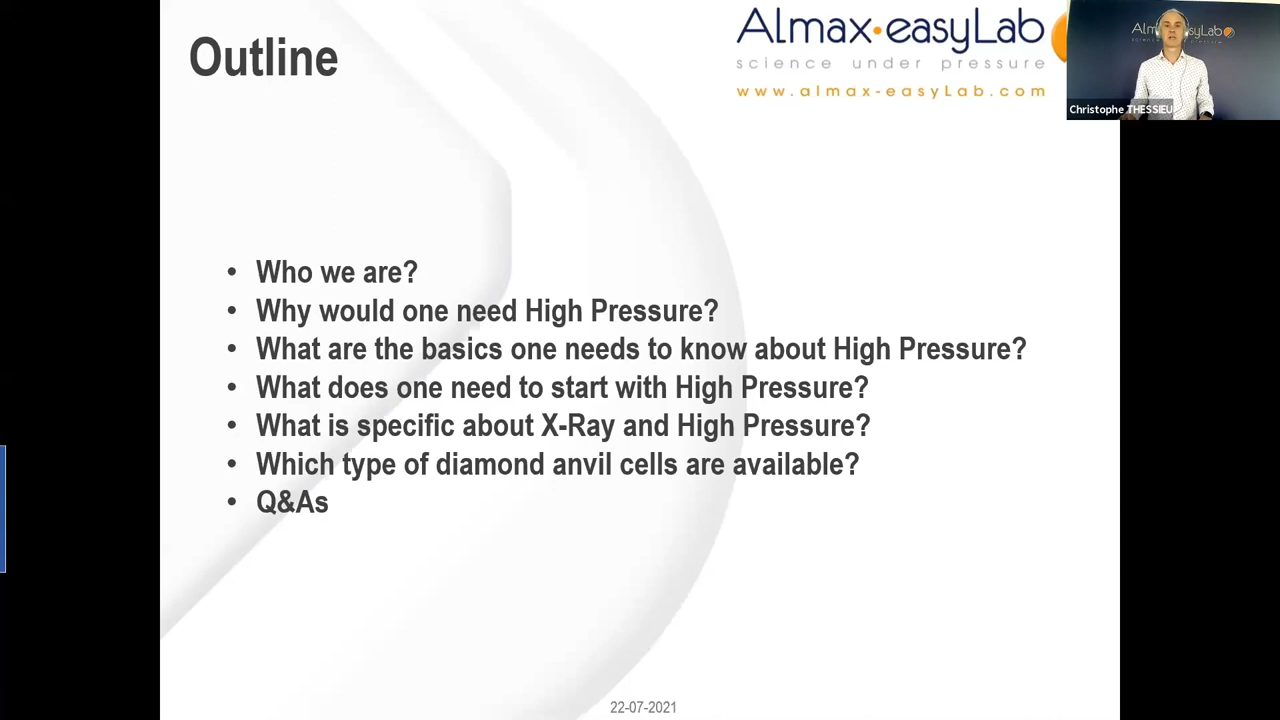 Outline
Almax·easyLab
science under pressure
www.almax-easyLab.com
Christophe THESSIEU
• Who we are?
• Why would one need High Pressure?
• What are the basics one needs to know about High Pressure?
• What does one need to start with High Pressure?
• What is specific about X-Ray and High Pressure?
• Which type of diamond anvil cells are available?
• Q&As
22-07-2021